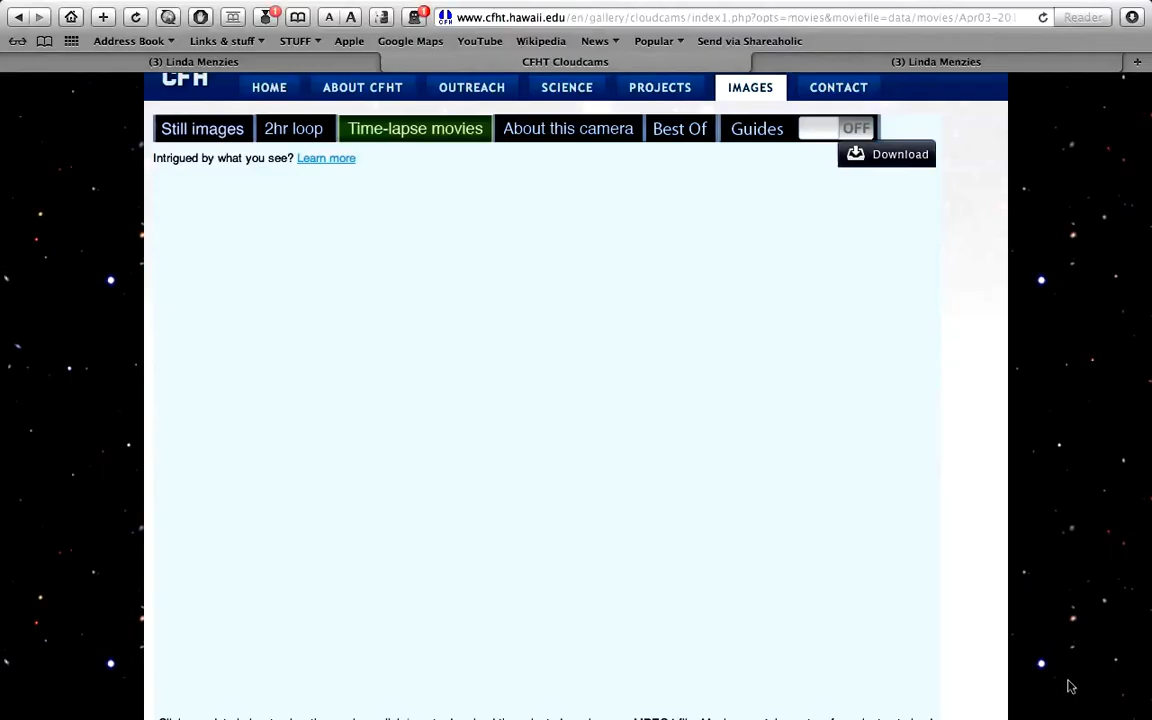 www.cfht.hawaii.edu/en/gallery/cloudcams/index1.php?opts=movies&moviefile=data/movies/Apr03-201
Reader
Address Book Links & stuff STUFF Apple Google Maps YouTube Wikipedia News Popular Send via Shareaholic
(3) Linda Menzies CFHT Cloudcams (3) Linda Menzies
CFH
HOME ABOUT CFHT OUTREACH SCIENCE PROJECTS IMAGES CONTACT
Still images 2hr loop Time-lapse movies About this camera Best Of Guides OFF
Intrigued by what you see? Learn more
Download